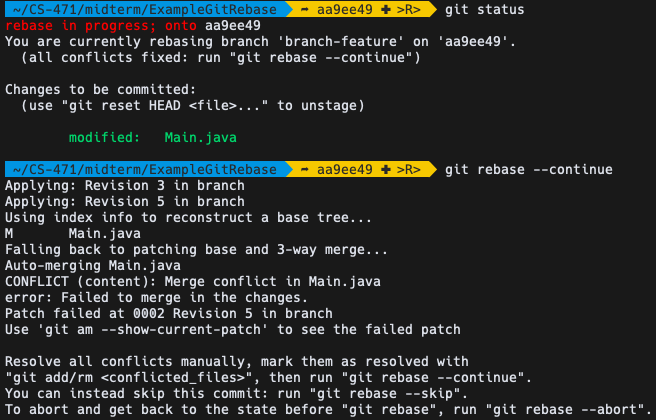 ~/CS-471/midterm/ExampleGitRebase ➦ aa9ee49 ✚ >R> git status
rebase in progress; onto aa9ee49
You are currently rebasing branch 'branch-feature' on 'aa9ee49'.
  (all conflicts fixed: run "git rebase --continue")

Changes to be committed:
  (use "git reset HEAD <file>..." to unstage)

        modified:   Main.java

~/CS-471/midterm/ExampleGitRebase ➦ aa9ee49 ✚ >R> git rebase --continue
Applying: Revision 3 in branch
Applying: Revision 5 in branch
Using index info to reconstruct a base tree...
M       Main.java
Falling back to patching base and 3-way merge...
Auto-merging Main.java
CONFLICT (content): Merge conflict in Main.java
error: Failed to merge in the changes.
Patch failed at 0002 Revision 5 in branch
Use 'git am --show-current-patch' to see the failed patch

Resolve all conflicts manually, mark them as resolved with
"git add/rm <conflicted_files>", then run "git rebase --continue".
You can instead skip this commit: run "git rebase --skip".
To abort and get back to the state before "git rebase", run "git rebase --abort".